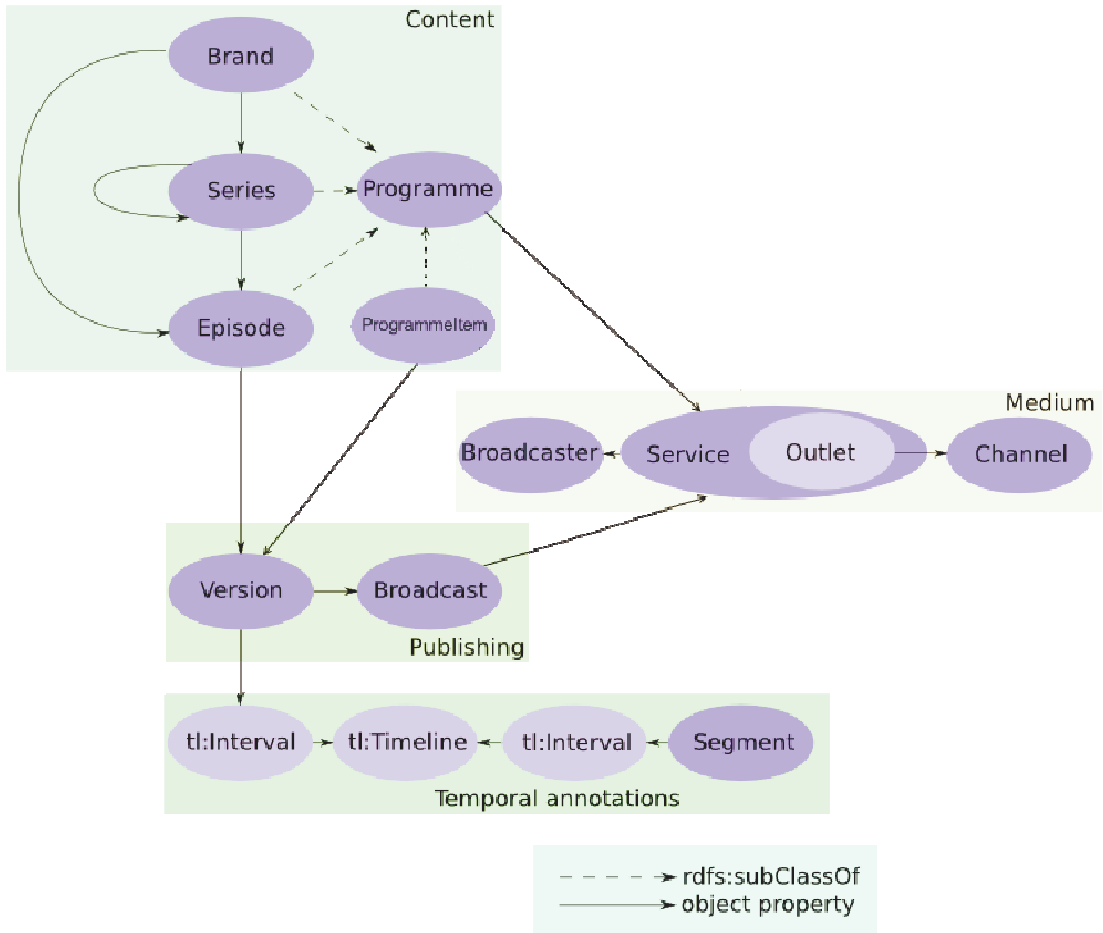 Content
Brand
Series
Programme
Episode
ProgrammeItem
Medium
Broadcaster
Service
Outlet
Channel
Version
Broadcast
Publishing
tl:Interval
tl:Timeline
tl:Interval
Segment
Temporal annotations
rdfs:subClassOf
object property